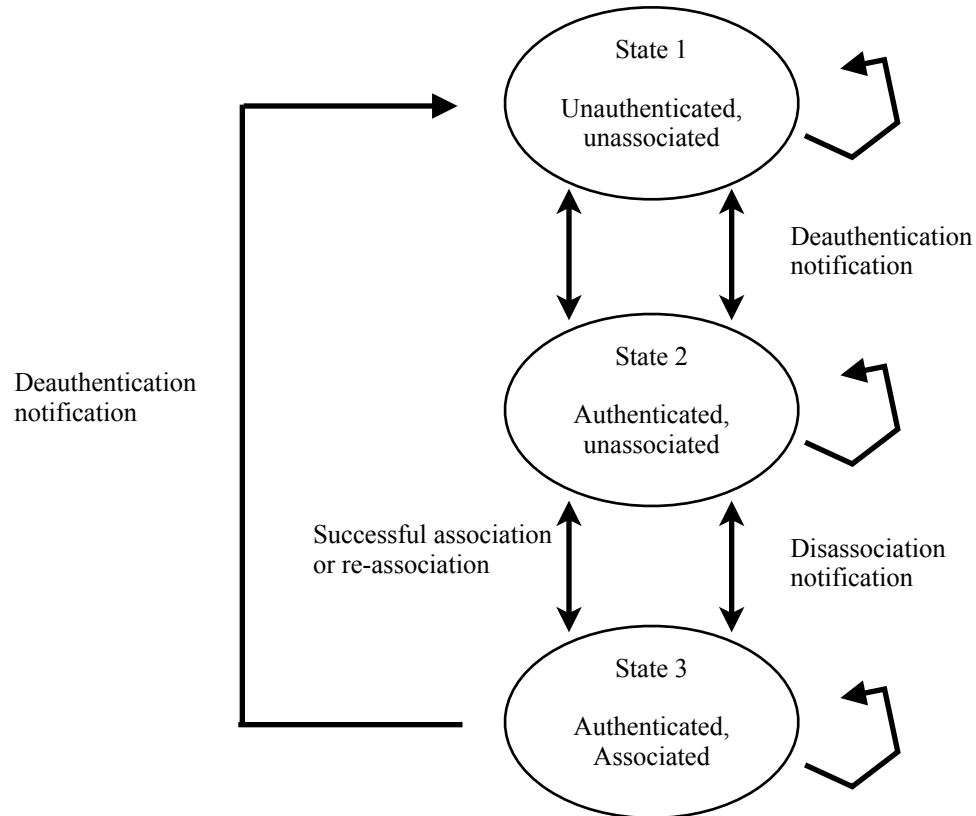 State 1
Unauthenticated,
unassociated
Deauthentication
notification
State 2
Authenticated,
unassociated
Deauthentication
notification
Successful association
or re-association
Disassociation
notification
State 3
Authenticated,
Associated